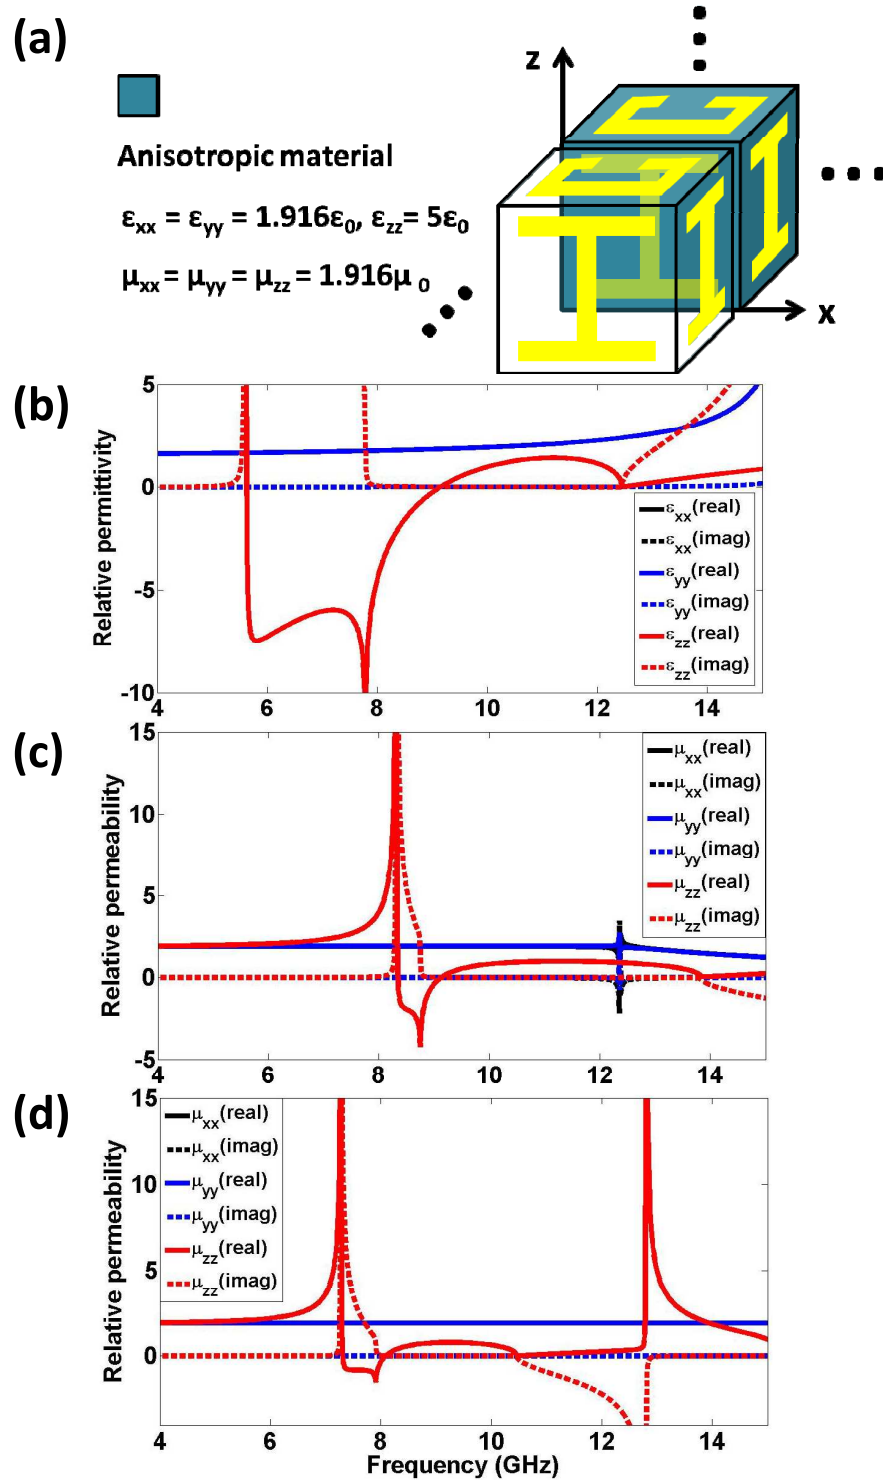 (a)
z
x
Anisotropic material
εxx = εyy = 1.916ε0, εzz= 5ε0
μxx= μyy = μzz = 1.916μ 0
(b)
Relative permittivity
5
0
-5
-10
4 6 8 10 12 14
εxx(real)
εxx(imag)
εyy(real)
εyy(imag)
εzz(real)
εzz(imag)
(c)
Relative permeability
15
10
5
0
-5
4 6 8 10 12 14
μxx(real)
μxx(imag)
μyy(real)
μyy(imag)
μzz(real)
μzz(imag)
(d)
Relative permeability
15
10
5
0
4 6 8 10 12 14
μxx(real)
μxx(imag)
μyy(real)
μyy(imag)
μzz(real)
μzz(imag)
Frequency (GHz)